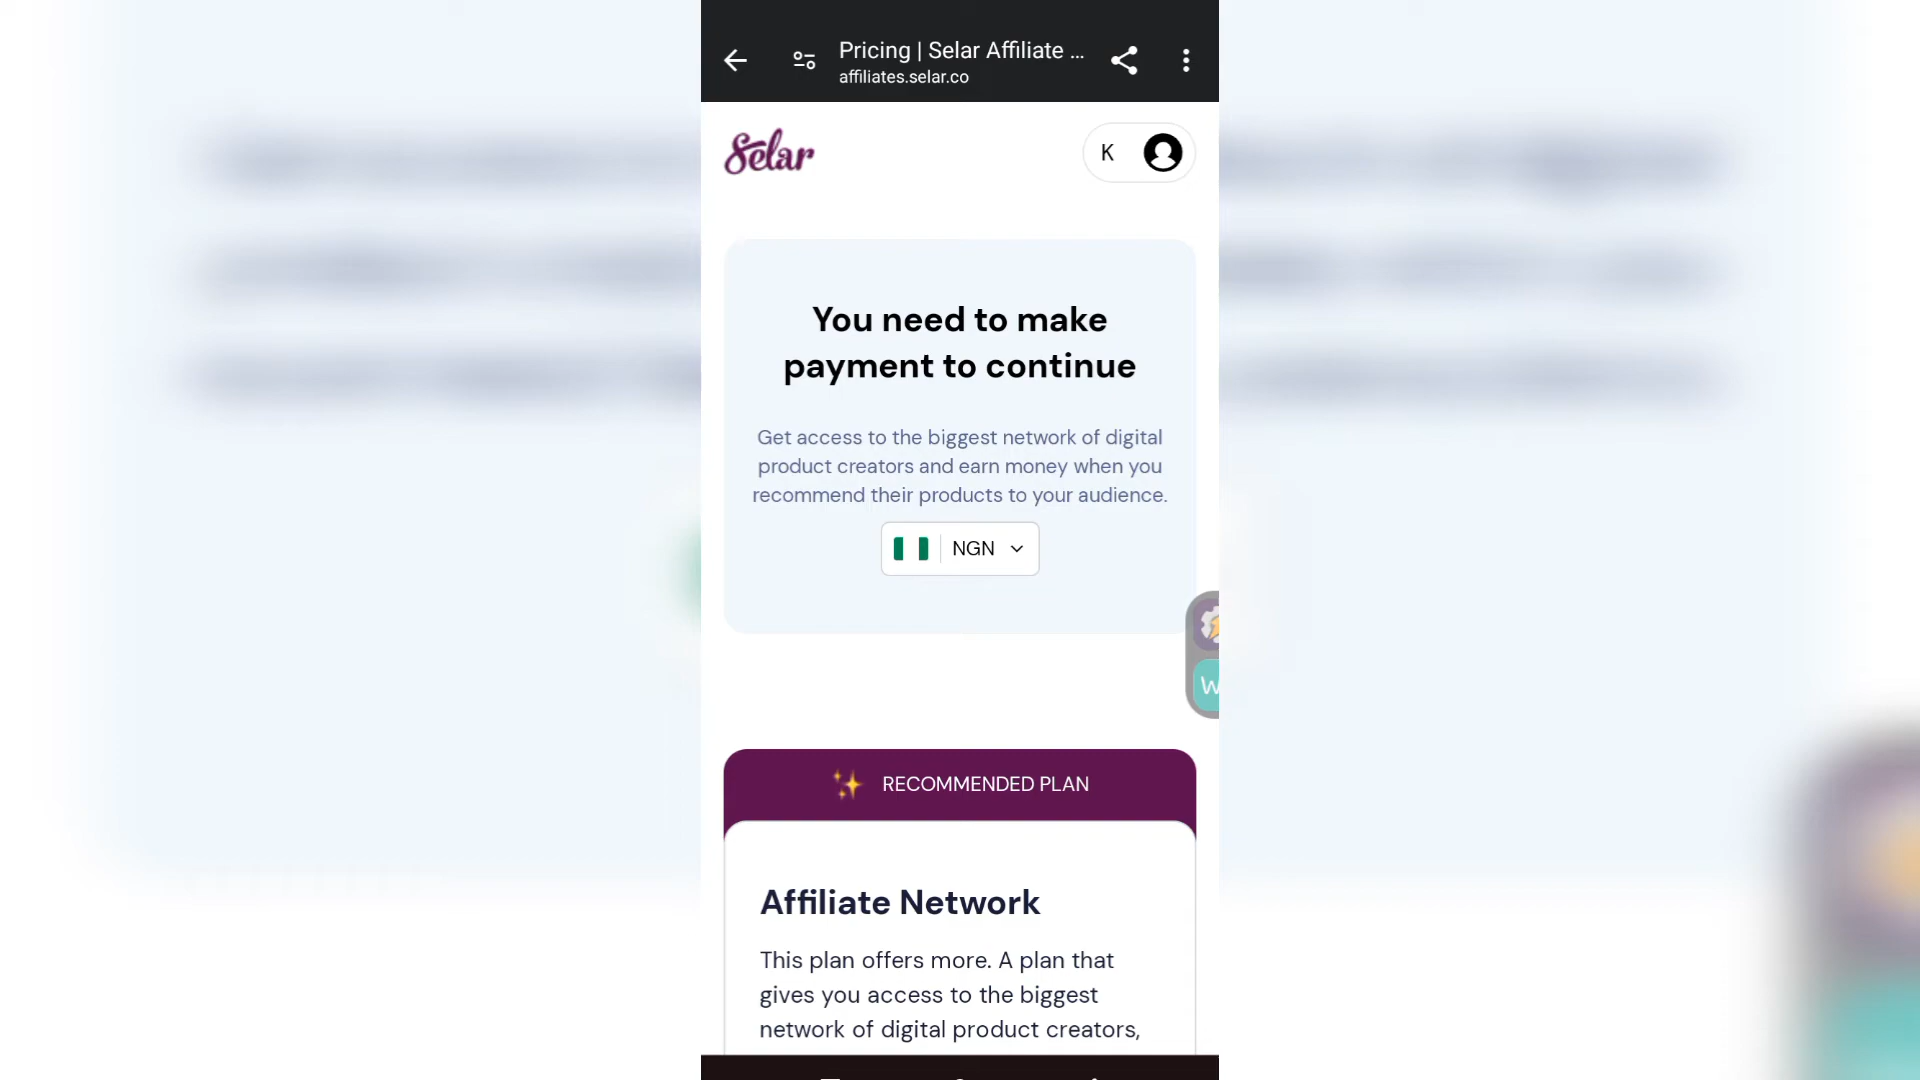 Pricing | Selar Affiliate ...
affiliates.selar.co
Selar
K
You need to make
payment to continue
Get access to the biggest network of digital
product creators and earn money when you
recommend their products to your audience.
NGN
W
RECOMMENDED PLAN
Affiliate Network
This plan offers more. A plan that
gives you access to the biggest
network of digital product creators,